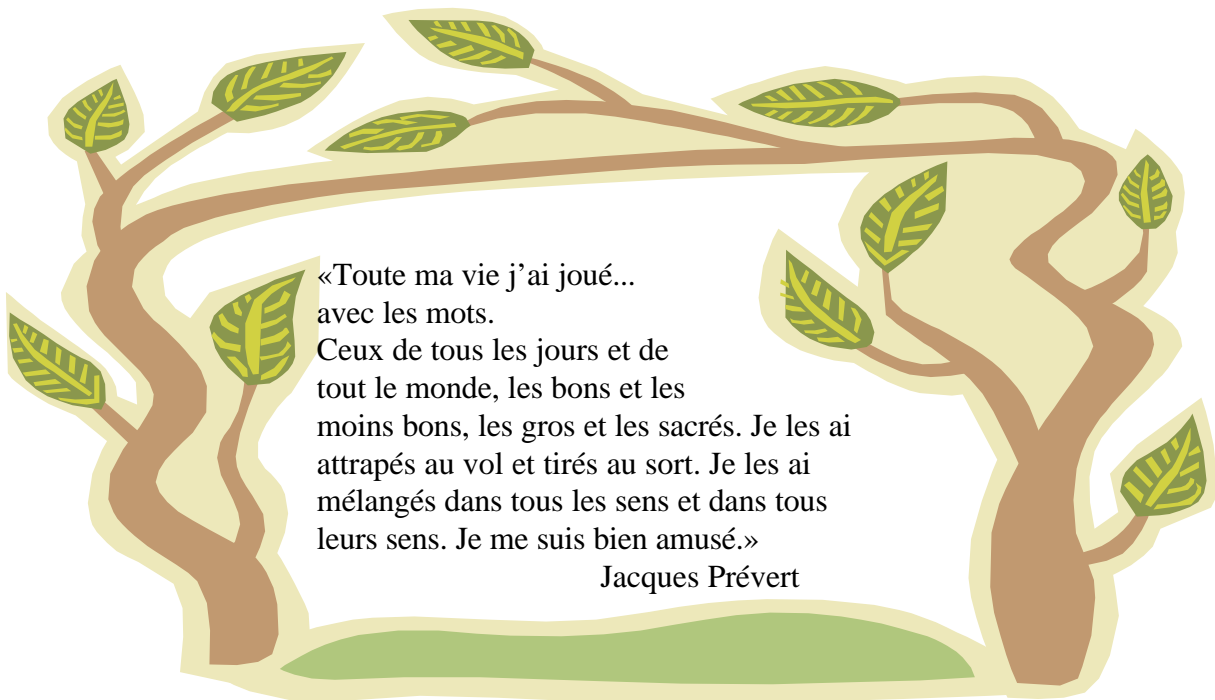 «Toute ma vie j’ai joué...
avec les mots.
Ceux de tous les jours et de
tout le monde, les bons et les
moins bons, les gros et les sacrés. Je les ai
attrapés au vol et tirés au sort. Je les ai
mélangés dans tous les sens et dans tous
leurs sens. Je me suis bien amusé.»
Jacques Prévert